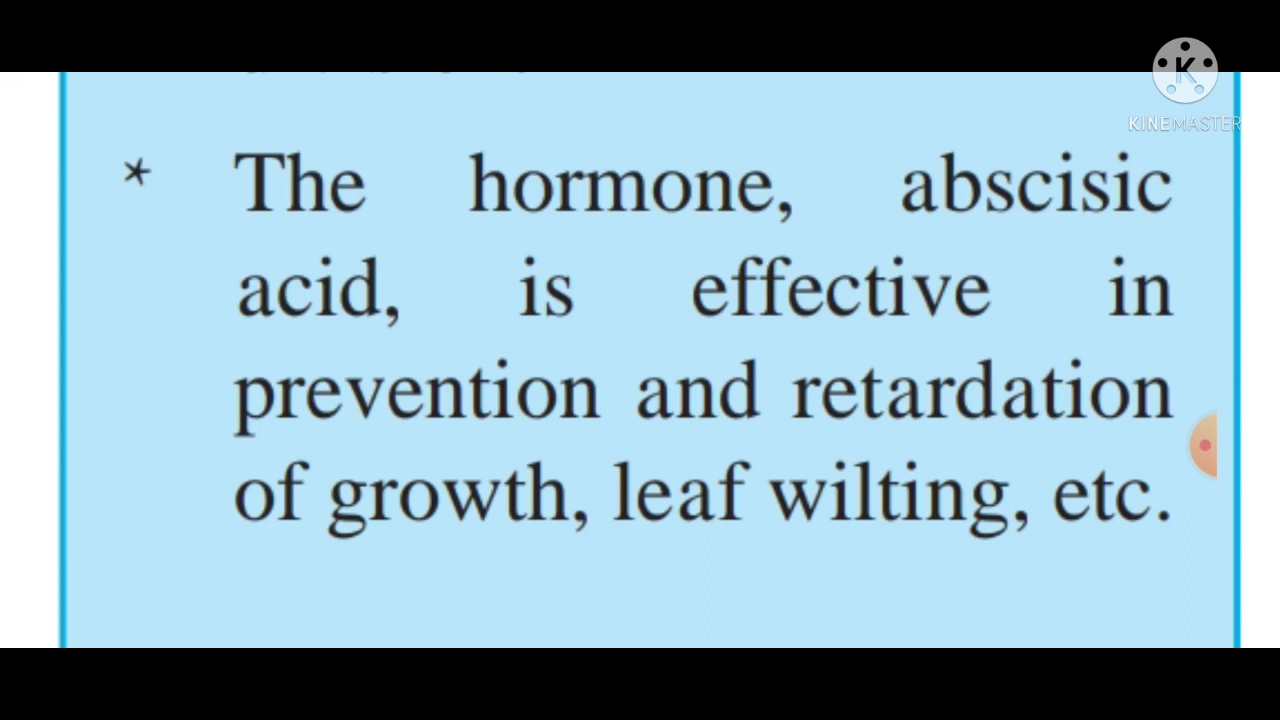 KINEMASTER
* The hormone, abscisic
acid, is effective in
prevention and retardation
of growth, leaf wilting, etc.